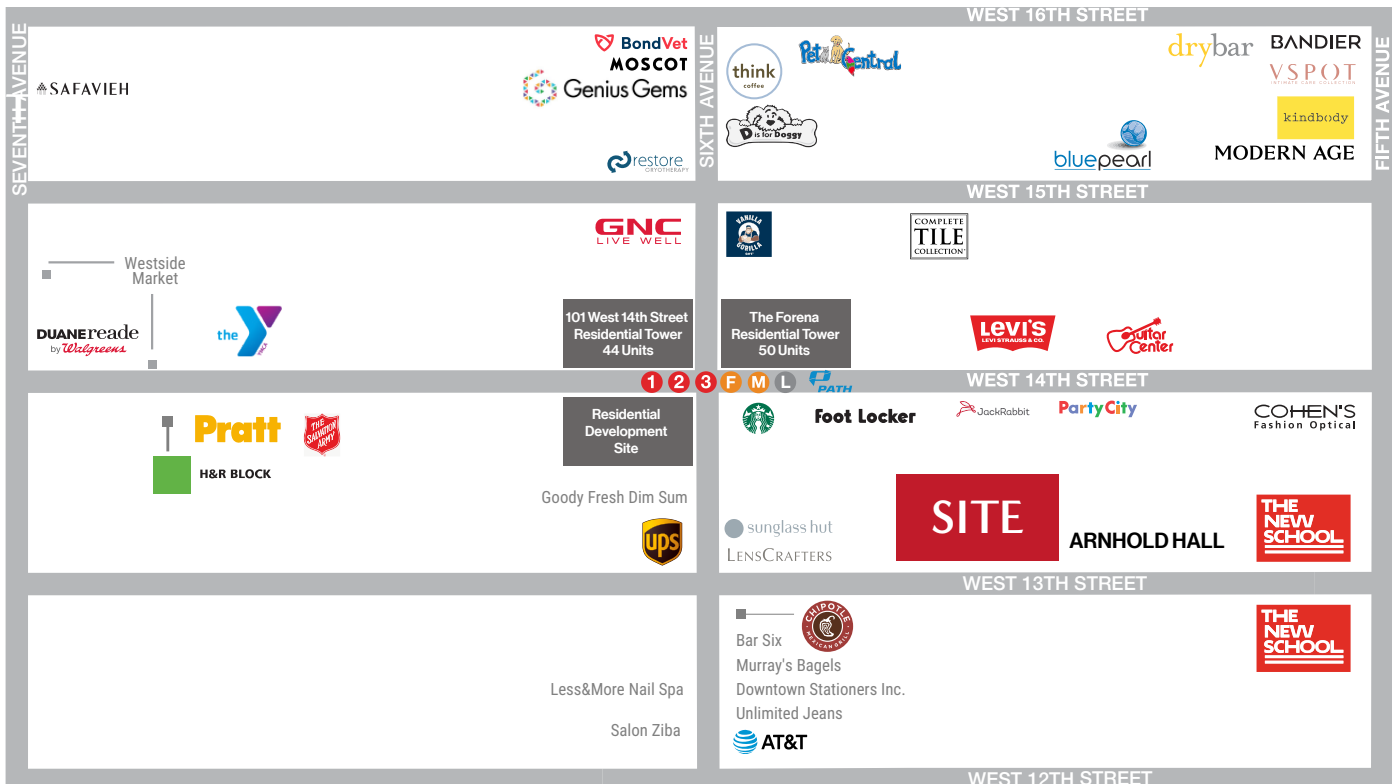 WEST 16TH STREET
SEVENTH AVENUE
SIXTH AVENUE
FIFTH AVENUE
SAFAVIEH
BondVet
MOSCOT
Genius Gems
restore
CRYOTHERAPY
think
coffee
Pet Central
D is for Doggy
drybar
BANDIER
VSPOT
INTIMATE CARE COLLECTION
kindbody
MODERN AGE
bluepearl
WEST 15TH STREET
GNC
LIVE WELL
Westside
Market
DUANEreade
by Walgreens
the Y
YMCA
101 West 14th Street
Residential Tower
44 Units
VANILLA
GORILLA
COMPLETE
TILE
COLLECTION
The Forena
Residential Tower
50 Units
LEVI'S
LEVI STRAUSS & CO.
Guitar
Center
1 2 3 F M L PATH
WEST 14TH STREET
Pratt
THE
SALVATION
ARMY
H&R BLOCK
Residential
Development
Site
Goody Fresh Dim Sum
ups
Foot Locker
JackRabbit
PartyCity
COHEN'S
Fashion Optical
sunglass hut
LENSCRAFTERS
SITE
ARNHOLD HALL
THE
NEW
SCHOOL
WEST 13TH STREET
Less&More Nail Spa
Salon Ziba
CHIPOTLE
MEXICAN GRILL
Bar Six
Murray's Bagels
Downtown Stationers Inc.
Unlimited Jeans
AT&T
THE
NEW
SCHOOL
WEST 12TH STREET